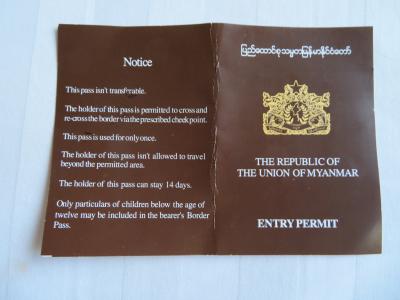 Notice
This pass isn't transferable.
The holder of this pass is permitted to cross and
re-cross the border via the prescribed check point.
This pass is used for only once.
The holder of this pass isn't allowed to travel
beyond the permitted area.
The holder of this pass can stay 14 days.
Only particulars of children below the age of
twelve may be included in the bearer's Border
Pass.
ပြည်ထောင်စုသမ္မတမြန်မာနိုင်ငံတော်
THE REPUBLIC OF
THE UNION OF MYANMAR
ENTRY PERMIT